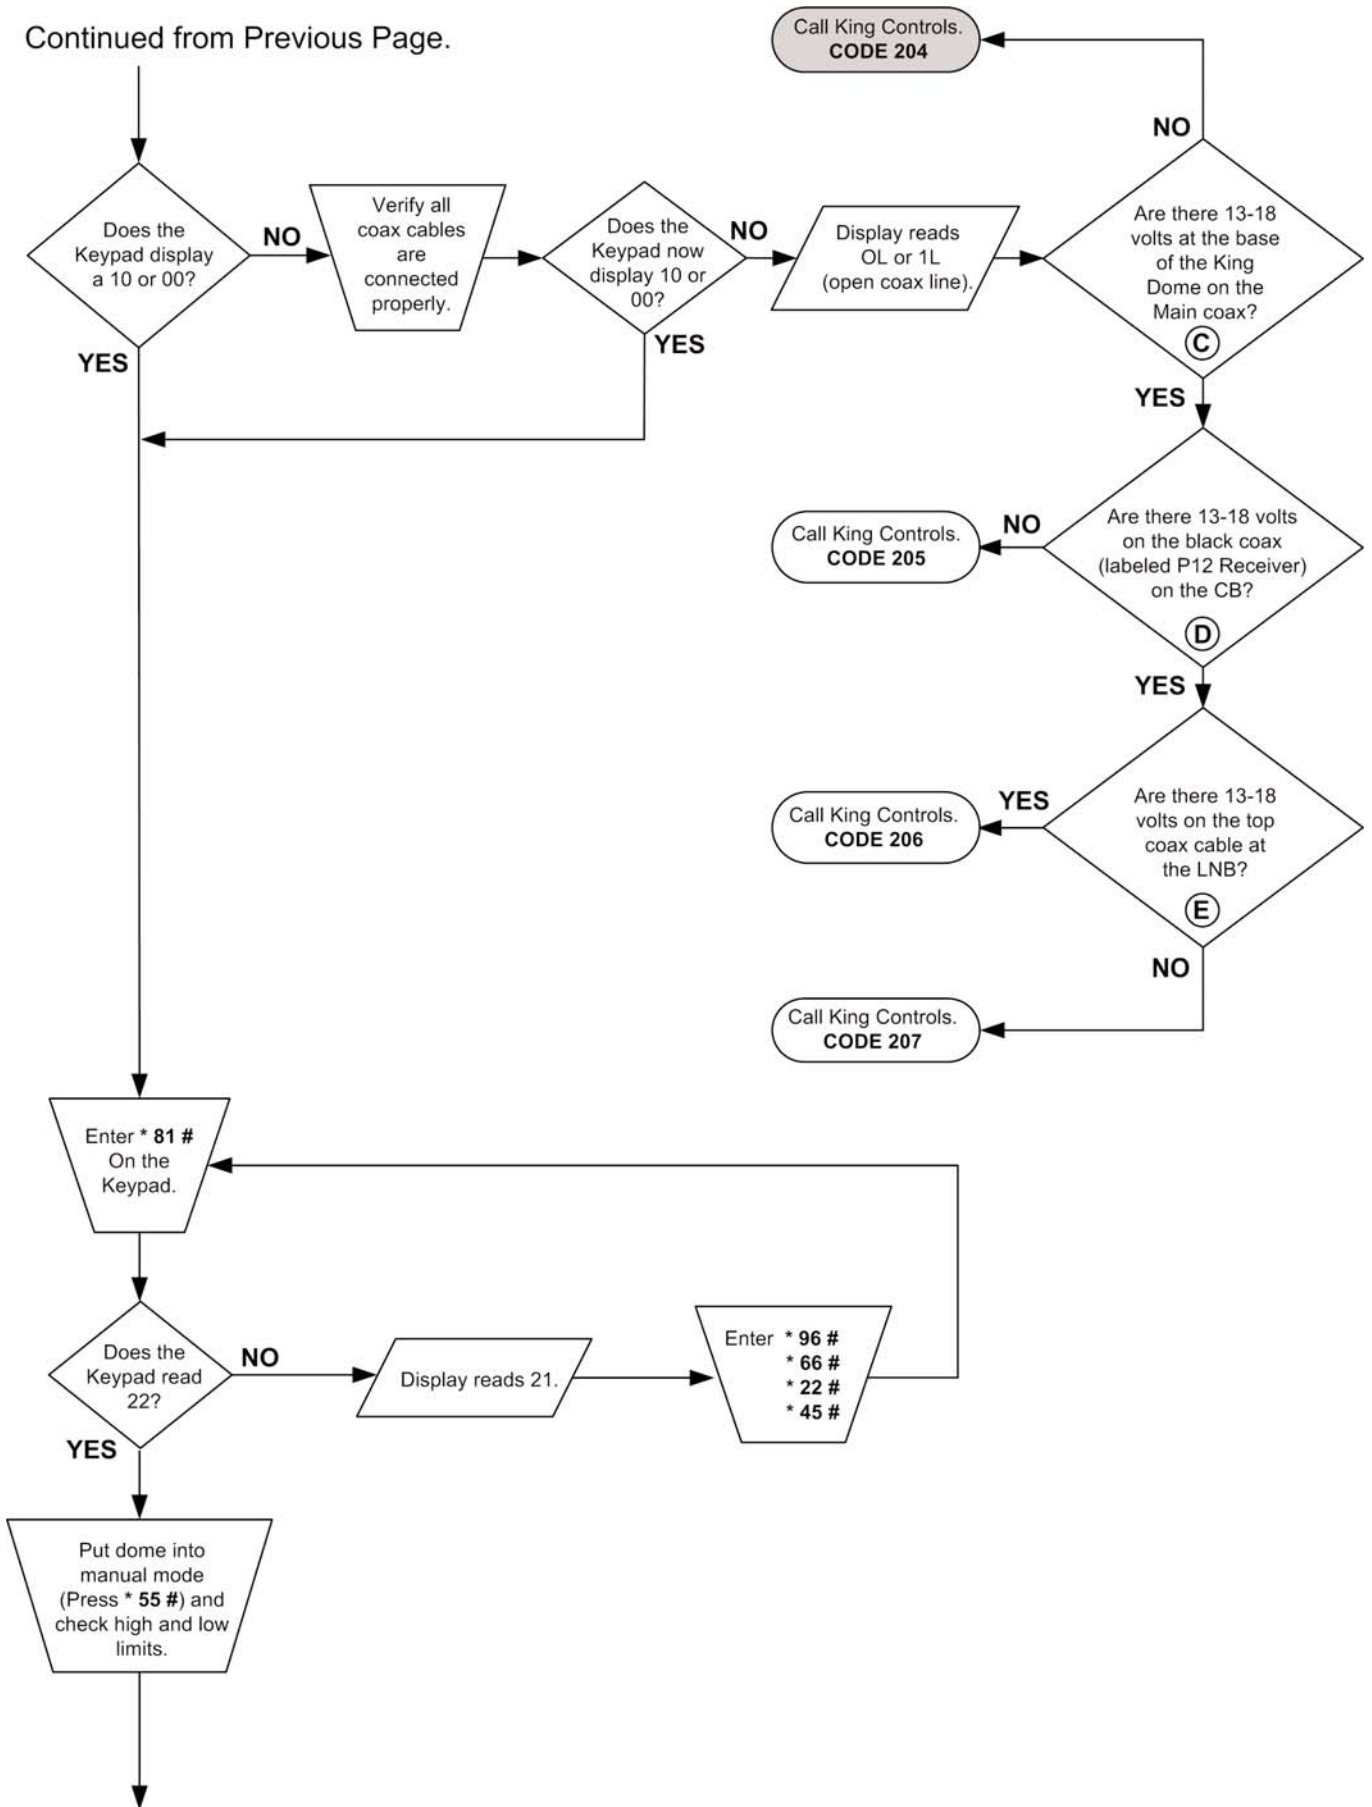 Continued from Previous Page.
Call King Controls.
CODE 204
NO
Does the
Keypad display
a 10 or 00?
NO
YES
Verify all
coax cables
are
connected
properly.
Does the
Keypad now
display 10 or
00?
NO
YES
Display reads
OL or 1L
(open coax line).
Are there 13-18
volts at the base
of the King
Dome on the
Main coax?
C
YES
Are there 13-18 volts
on the black coax
(labeled P12 Receiver)
on the CB?
D
NO
Call King Controls.
CODE 205
YES
Are there 13-18
volts on the top
coax cable at
the LNB?
E
YES
Call King Controls.
CODE 206
NO
Call King Controls.
CODE 207
Enter * 81 #
On the
Keypad.
Does the
Keypad read
22?
NO
Display reads 21.
Enter * 96 #
* 66 #
* 22 #
* 45 #
YES
Put dome into
manual mode
(Press * 55 #) and
check high and low
limits.